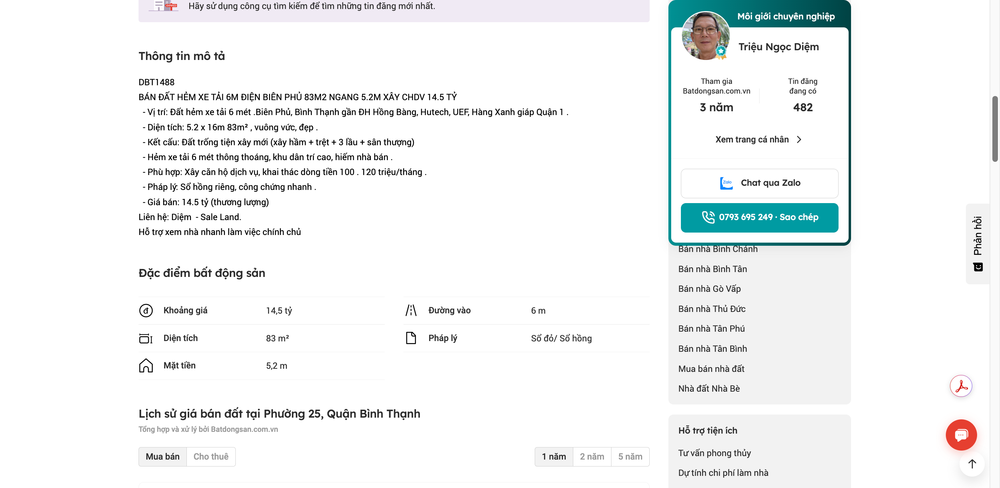 EXPIRED
Hãy sử dụng công cụ tìm kiếm để tìm những tin đăng mới nhất.
Thông tin mô tả
DBT1488
BÁN ĐẤT HẺM XE TẢI 6M ĐIỆN BIÊN PHỦ 83M2 NGANG 5.2M XÂY CHDV 14.5 TỶ
- Vị trí: Đất hẻm xe tải 6 mét .Biên Phủ, Bình Thạnh gần ĐH Hồng Bàng, Hutech, UEF, Hàng Xanh giáp Quận 1 .
- Diện tích: 5.2 x 16m 83m² , vuông vức, đẹp .
- Kết cấu: Đất trống tiện xây mới (xây hầm + trệt + 3 lầu + sân thượng)
- Hẻm xe tải 6 mét thông thoáng, khu dân trí cao, hiếm nhà bán .
- Phù hợp: Xây căn hộ dịch vụ, khai thác dòng tiền 100 . 120 triệu/tháng .
- Pháp lý: Sổ hồng riêng, công chứng nhanh .
- Giá bán: 14.5 tỷ (thương lượng)
Liên hệ: Diệm  - Sale Land.
Hỗ trợ xem nhà nhanh làm việc chính chủ
Đặc điểm bất động sản
Khoảng giá 14,5 tỷ
Diện tích 83 m²
Mặt tiền 5,2 m
Đường vào 6 m
Pháp lý Sổ đỏ/ Sổ hồng
Lịch sử giá bán đất tại Phường 25, Quận Bình Thạnh
Tổng hợp và xử lý bởi Batdongsan.com.vn
Mua bán Cho thuê
1 năm 2 năm 5 năm
Môi giới chuyên nghiệp
Triệu Ngọc Diệm
Tham gia
Batdongsan.com.vn
3 năm
Tin đăng
đang có
482
Xem trang cá nhân
Zalo Chat qua Zalo
0793 695 249 · Sao chép
Bán nhà Bình Chánh
Bán nhà Bình Tân
Bán nhà Gò Vấp
Bán nhà Thủ Đức
Bán nhà Tân Phú
Bán nhà Tân Bình
Mua bán nhà đất
Nhà đất Nhà Bè
Hỗ trợ tiện ích
Tư vấn phong thủy
Dự tính chi phí làm nhà
Phản hồi